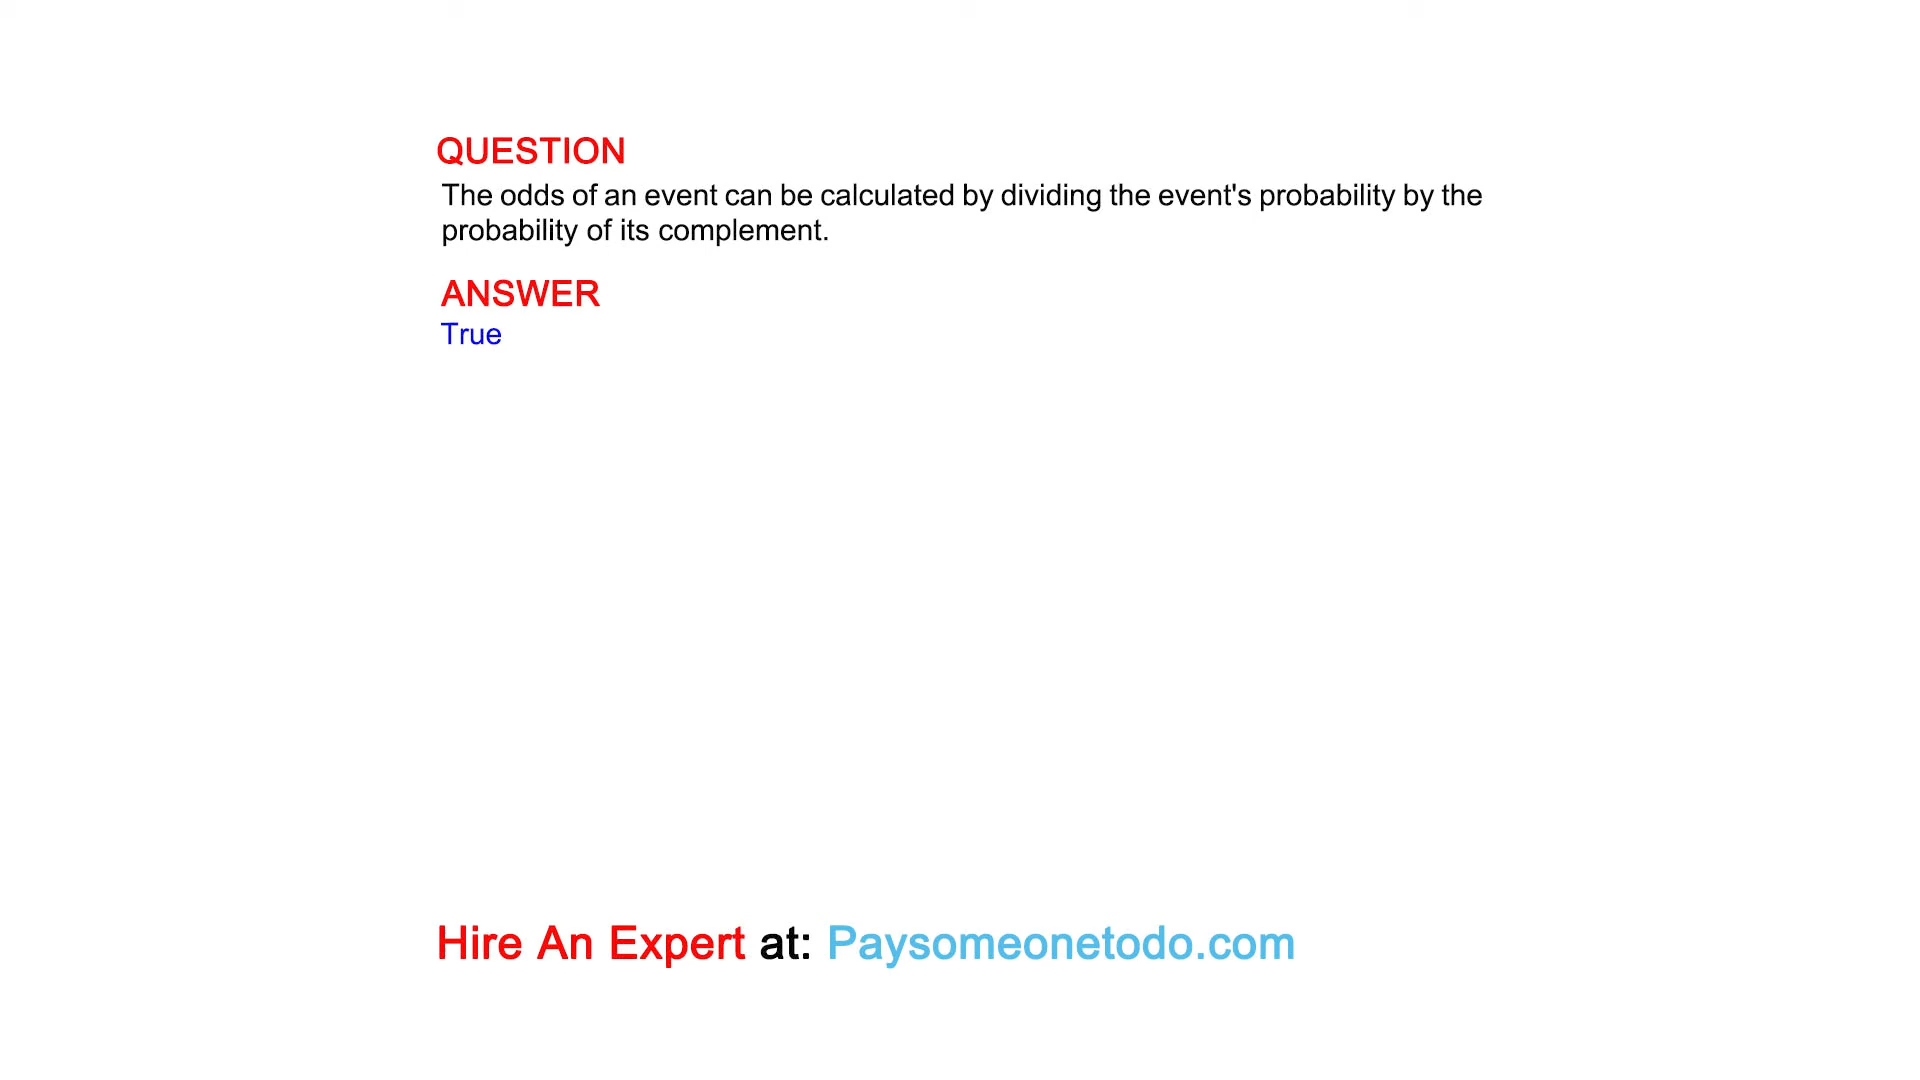 QUESTION
The odds of an event can be calculated by dividing the event's probability by the
probability of its complement.
ANSWER
True
Hire An Expert at: Paysomeonetodo.com